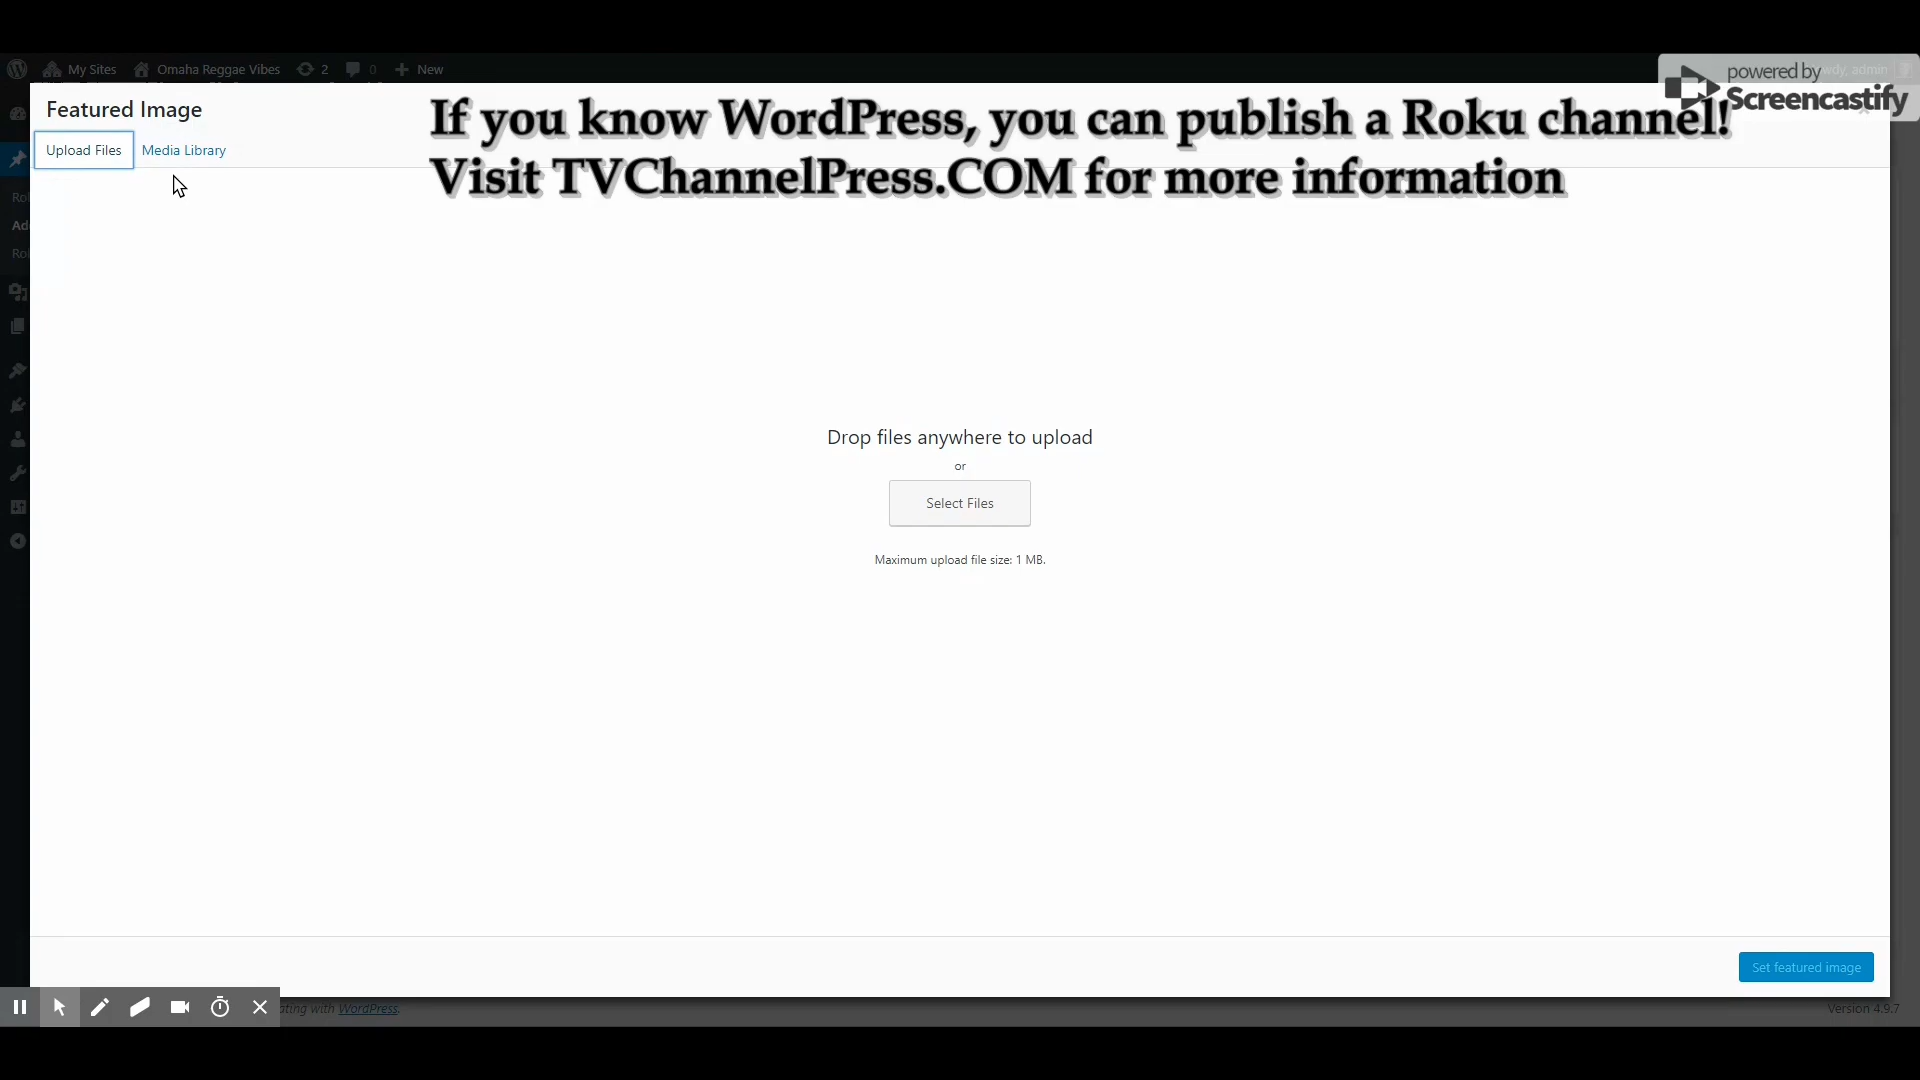 My Sites
Omaha Reggae Vibes
2
0
New
powered by
Screencastify
Featured Image
If you know WordPress, you can publish a Roku channel!
Visit TVChannelPress.COM for more information
Upload Files
Media Library
Drop files anywhere to upload
or
Select Files
Maximum upload file size: 1 MB.
Set featured image
ating with WordPress.
Version 4.9.7